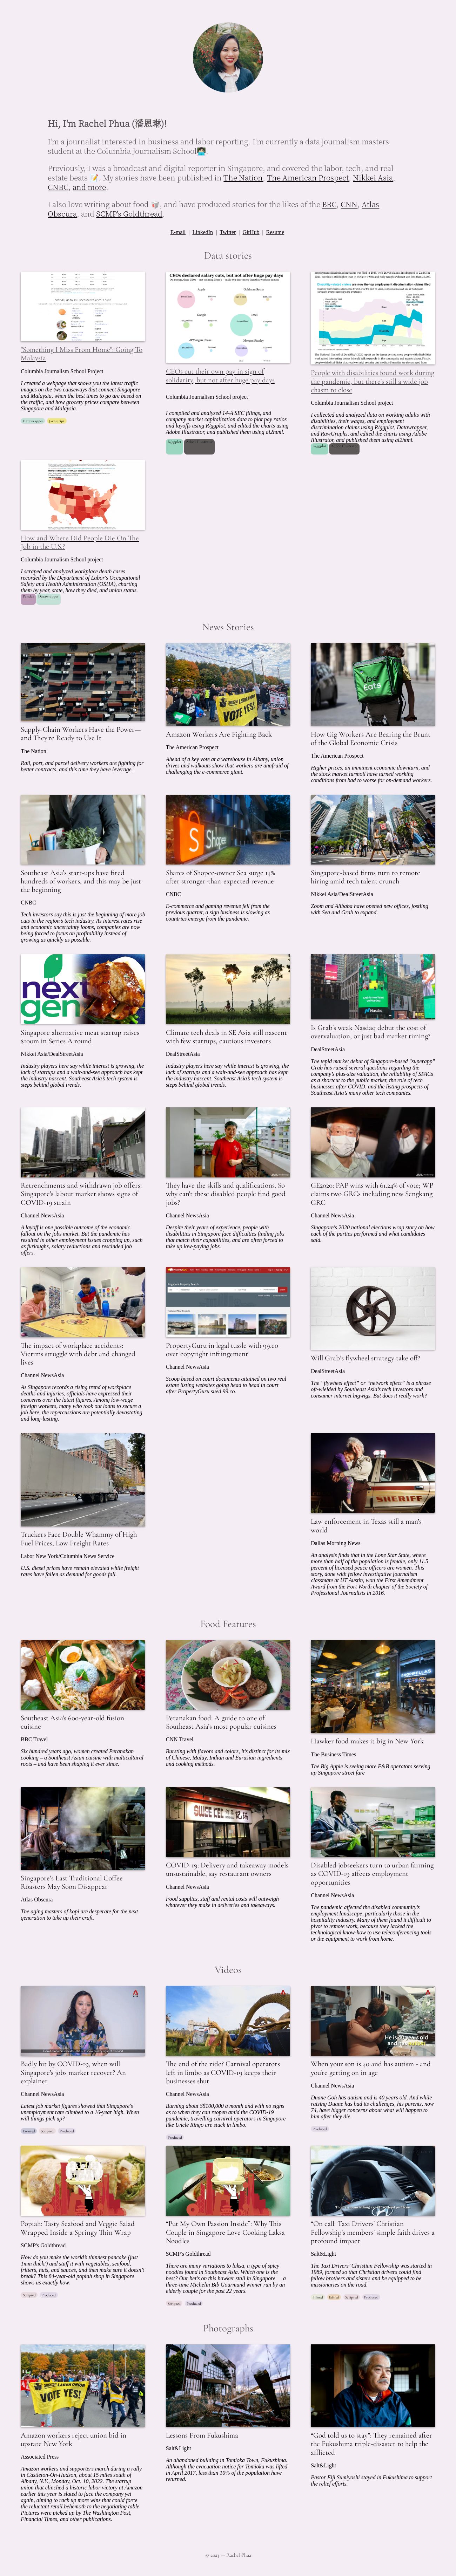 Hi, I'm Rachel Phua (潘恩琳)!
I'm a journalist interested in business and labor reporting. I'm currently a data journalism masters
student at the Columbia Journalism School
Previously, I was a broadcast and digital reporter in Singapore, and covered the labor, tech, and real
estate beats. My stories have been published in The Nation, The American Prospect, Nikkei Asia,
CNBC, and more.
I also love writing about food, and have produced stories for the likes of the BBC, CNN, Atlas
Obscura, and SCMP's Goldthread.
E-mail | LinkedIn | Twitter | GitHub | Resume
Data stories
"Something I Miss From Home": Going To
Malaysia
Columbia Journalism School Project
I created a webpage that shows you the latest traffic
images on the two causeways that connect Singapore
and Malaysia, when the best times to go are based on
the traffic, and how grocery prices compare between
Singapore and Malaysia.
Datawrapper Javascript
CEOs declared salary cuts, but not after huge pay days
CEOs cut their own pay in sign of
solidarity, but not after huge pay days
Columbia Journalism School project
I compiled and analyzed 14-A SEC filings, and
company market capitalization data to plot pay ratios
and layoffs using R/ggplot, and edited the charts using
Adobe Illustrator, and published them using ai2html.
R/ggplot
People with disabilities found work during
the pandemic, but there's still a wide job
chasm to close
Columbia Journalism School project
I collected and analyzed data on working adults with
disabilities, their wages, and employment
discrimination claims using R/ggplot, Datawrapper,
and RawGraphs, and edited the charts using Adobe
Illustrator, and published them using ai2html.
R/ggplot
How and Where Did People Die On The
Job in the U.S.?
Columbia Journalism School project
I scraped and analyzed workplace death cases
recorded by the Department of Labor's Occupational
Safety and Health Administration (OSHA), charting
them by year, state, how they died, and union status.
Datawrapper
News Stories
Supply-Chain Workers Have the Power—
and They're Ready to Use It
The Nation
Rail, port, and parcel delivery workers are fighting for
better contracts, and this time they have leverage.
VOTE YES!
Amazon Workers Are Fighting Back
The American Prospect
Ahead of a key vote at a warehouse in Albany, union
drives and walkouts show that workers are unafraid of
challenging the e-commerce giant.
Uber
Eats
How Gig Workers Are Bearing the Brunt
of the Global Economic Crisis
The American Prospect
Higher prices, an imminent economic downturn, and
the stock market turmoil have turned working
conditions from bad to worse for on-demand workers.
Southeast Asia's start-ups have fired
hundreds of workers, and this may be just
the beginning
CNBC
Tech investors say this is just the beginning of more job
cuts in the region's tech industry. As interest rates rise
and economic uncertainty looms, companies are now
being forced to focus on profitability instead of
growing as quickly as possible.
Shares of Shopee-owner Sea surge 14%
after stronger-than-expected revenue
CNBC
E-commerce and gaming revenue fell from the
previous quarter, a sign business is slowing as
countries emerge from the pandemic.
Singapore-based firms turn to remote
hiring amid tech talent crunch
Nikkei Asia/DealStreetAsia
Zoom and Alibaba have opened new offices, jostling
with Sea and Grab to expand.
next
gen
Singapore alternative meat startup raises
$100m in Series A round
Nikkei Asia/DealStreetAsia
Industry players here say while interest is growing, the
lack of startups and a wait-and-see approach has kept
the industry nascent. Southeast Asia's tech system is
steps behind global trends.
Climate tech deals in SE Asia still nascent
with few startups, cautious investors
DealStreetAsia
Industry players here say while interest is growing, the
lack of startups and a wait-and-see approach has kept
the industry nascent. Southeast Asia's tech system is
steps behind global trends.
Is Grab's weak Nasdaq debut the cost of
overvaluation, or just bad market timing?
DealStreetAsia
The tepid market debut of Singapore-based "superapp"
Grab has raised several questions regarding the
company's plus-size valuation, the reliability of SPACs
as a shortcut to the public market, the role of tech
businesses after COVID, and the listing prospects of
Southeast Asia's many other tech companies.
Retrenchments and withdrawn job offers:
Singapore's labour market shows signs of
COVID-19 strain
Channel NewsAsia
A layoff is one possible outcome of the economic
fallout on the jobs market. But the pandemic has
resulted in other employment issues cropping up, such
as furloughs, salary reductions and rescinded job
offers.
They have the skills and qualifications. So
why can't these disabled people find good
jobs?
Channel NewsAsia
Despite their years of experience, people with
disabilities in Singapore face difficulties finding jobs
that match their capabilities, and are often forced to
take up low-paying jobs.
GE2020: PAP wins with 61.24% of vote; WP
claims two GRCs including new Sengkang
GRC
Channel NewsAsia
Singapore's 2020 national elections wrap story on how
each of the parties performed and what candidates
said.
The impact of workplace accidents:
Victims struggle with debt and changed
lives
Channel NewsAsia
As Singapore records a rising trend of workplace
deaths and injuries, officials have expressed their
concerns over the latest figures. Among low-wage
foreign workers, many who took out loans to secure a
job here, the repercussions are potentially devastating
and long-lasting.
PropertyGuru in legal tussle with 99.co
over copyright infringement
Channel NewsAsia
Scoop based on court documents attained on two real
estate listing websites going head to head in court
after PropertyGuru sued 99.co.
Will Grab's flywheel strategy take off?
DealStreetAsia
The "flywheel effect" or "network effect" is a phrase
oft-wielded by Southeast Asia's tech investors and
consumer internet bigwigs. But does it really work?
Truckers Face Double Whammy of High
Fuel Prices, Low Freight Rates
Labor New York/Columbia News Service
U.S. diesel prices have remain elevated while freight
rates have fallen as demand for goods fall.
SHERIFF
Law enforcement in Texas still a man's
world
Dallas Morning News
An analysis finds that in the Lone Star State, where
more than half the total population is female, only 11.5
percent of licensed peace officers are women. This
story, done with fellow investigative journalism
classmate at UT Austin, won the First Amendment
Award from the Fort Worth chapter of the Society of
Professional Journalists in 2016.
Food Features
Southeast Asia's 600-year-old fusion
cuisine
BBC Travel
Six hundred years ago, women created Peranakan
cooking – a Southeast Asian cuisine with multicultural
roots – and have been shaping it ever since.
Peranakan food: A guide to one of
Southeast Asia's most popular cuisines
CNN Travel
Bursting with flavors and colors, it's distinct for its mix
of Chinese, Malay, Indian and Eurasian ingredients
and cooking methods.
Hawker food makes it big in New York
The Business Times
The Big Apple is seeing more F&B operators serving
up Singapore street fare
Singapore's Last Traditional Coffee
Roasters May Soon Disappear
Atlas Obscura
The aging masters of kopi are desperate for the next
generation to take up their craft.
COVID-19: Delivery and takeaway models
unsustainable, say restaurant owners
Channel NewsAsia
Food supplies, staff and rental costs will outweigh
whatever they make in deliveries and takeaways.
Disabled jobseekers turn to urban farming
as COVID-19 affects employment
opportunities
Channel NewsAsia
The pandemic affected the disabled community's
employment landscape, particularly those in the
hospitality industry. Many of them found it difficult to
pivot to remote work, because they lacked the
technological know-how to use teleconferencing tools
or the equipment to work from home.
Videos
Badly hit by COVID-19, when will
Singapore's jobs market recover? An
explainer
Channel NewsAsia
Latest job market figures showed that Singapore's
unemployment rate climbed to a 16-year high. When
will things pick up?
Scripted Produced
The end of the ride? Carnival operators
left in limbo as COVID-19 keeps their
businesses shut
Channel NewsAsia
Burning about S$100,000 a month and with no signs
as to when they can reopen amid the COVID-19
pandemic, travelling carnival operators in Singapore
like Uncle Ringo are stuck in limbo.
Produced
When your son is 40 and has autism - and
you're getting on in age
Channel NewsAsia
Duane Goh has autism and is 40 years old. And while
raising Duane has had its challenges, his parents, now
74, have bigger concerns about what will happen to
him after they die.
Produced
Popiah: Tasty Seafood and Veggie Salad
Wrapped Inside a Springy Thin Wrap
SCMP's Goldthread
How do you make the world's thinnest pancake (just
1mm thick) and stuff it with vegetables, seafood,
fritters, nuts, and sauces, and then make sure it doesn't
break? This 84-year-old popiah shop in Singapore
shows us exactly how.
Scripted Produced
"Put My Own Passion Inside": Why This
Couple in Singapore Love Cooking Laksa
Noodles
SCMP's Goldthread
There are many variations to laksa, a type of spicy
noodles found in Southeast Asia. Which one is the
best? Our bet's on this hawker stall in Singapore — a
three-time Michelin Bib Gourmand winner run by an
elderly couple for the past 22 years.
Scripted Produced
"On call: Taxi Drivers' Christian
Fellowship's members' simple faith drives a
profound impact
Salt&Light
The Taxi Drivers' Christian Fellowship was started in
1989, formed so that Christian drivers could find
fellow brothers and sisters and be equipped to be
missionaries on the road.
Filmed Edited Scripted Produced
Photographs
VOTE YES!
Amazon workers reject union bid in
upstate New York
Associated Press
Amazon workers and supporters march during a rally
in Castleton-On-Hudson, about 15 miles south of
Albany, N.Y., Monday, Oct. 10, 2022. The startup
union that clinched a historic labor victory at Amazon
earlier this year is slated to face the company yet
again, aiming to rack up more wins that could force
the reluctant retail behemoth to the negotiating table.
Pictures were picked up by The Washington Post,
Financial Times, and other publications.
Lessons From Fukushima
Salt&Light
An abandoned building in Tomioka Town, Fukushima.
Although the evacuation notice for Tomioka was lifted
in April 2017, less than 10% of the population have
returned.
"God told us to stay": They remained after
the Fukushima triple-disaster to help the
afflicted
Salt&Light
Pastor Eiji Sumiyoshi stayed in Fukushima to support
the relief efforts.
© 2023 — Rachel Phua